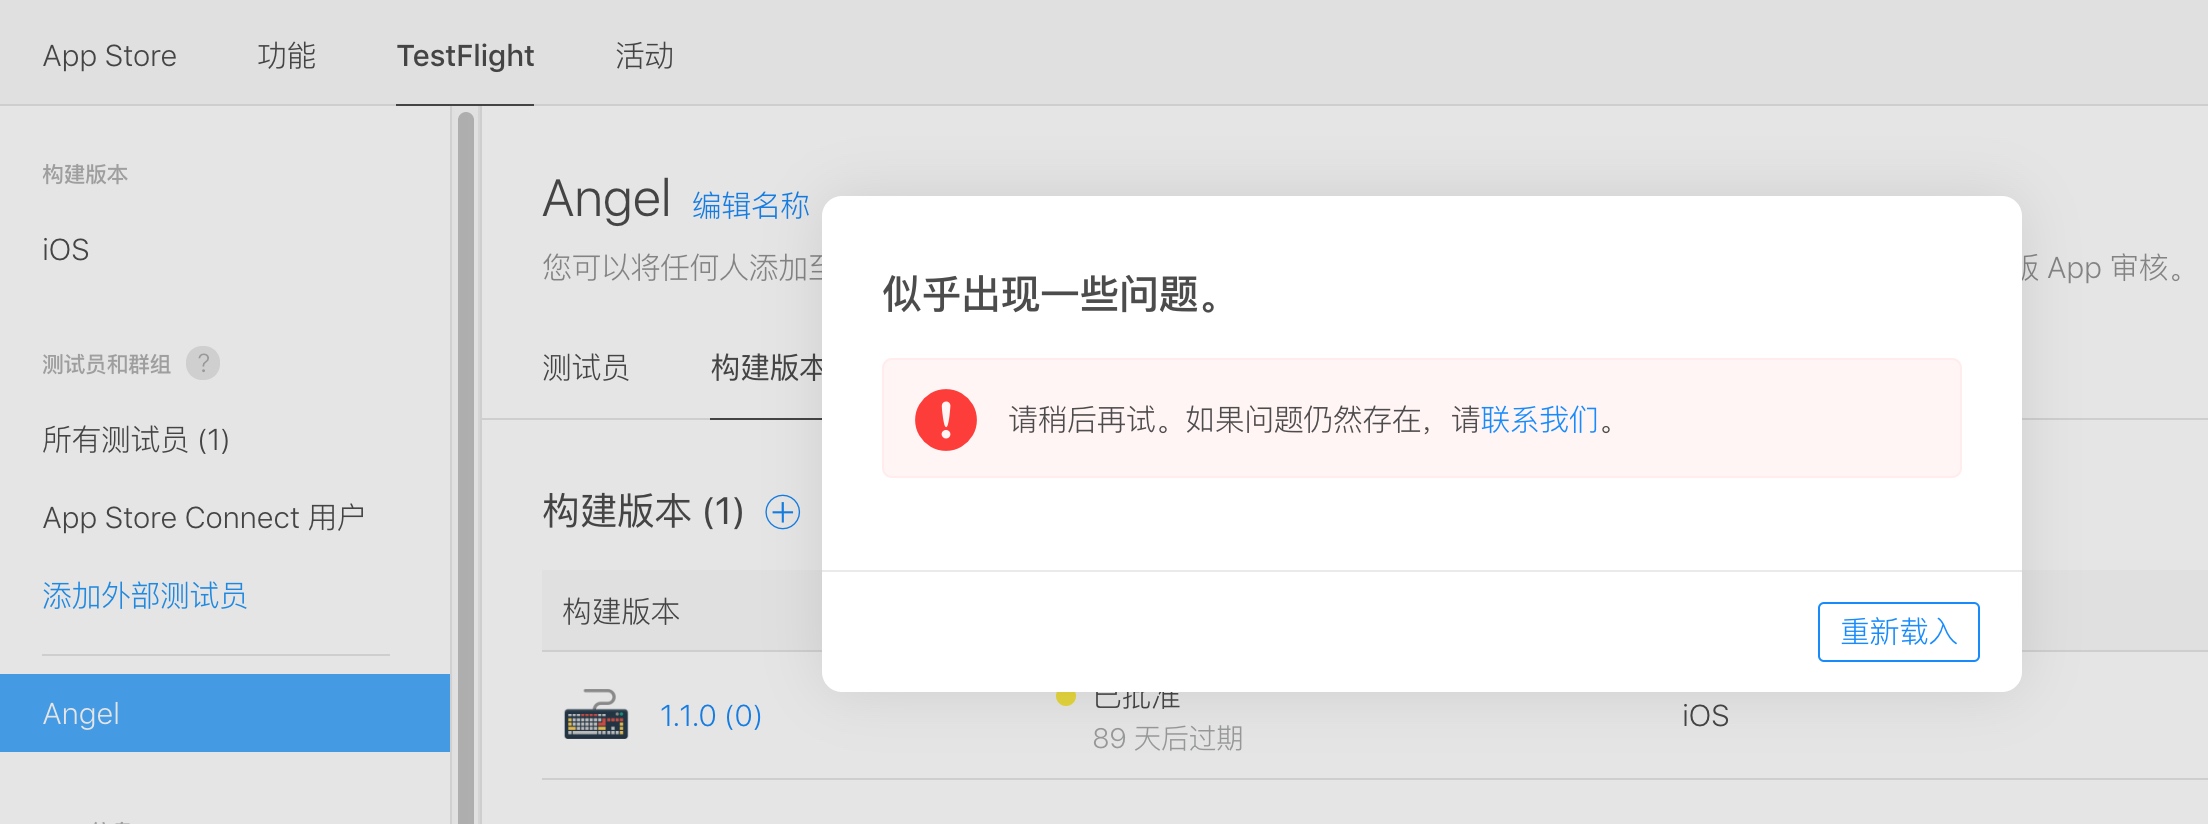 App Store 功能 TestFlight 活动
构建版本
iOS
测试员和群组 ?
所有测试员 (1)
App Store Connect 用户
添加外部测试员
Angel
Angel 编辑名称
您可以将任何人添加至
App 审核。
测试员 构建版本
构建版本 (1)
构建版本
1.1.0 (0)
已批准
89 天后过期
iOS
似乎出现一些问题。
请稍后再试。如果问题仍然存在，请联系我们。
重新载入